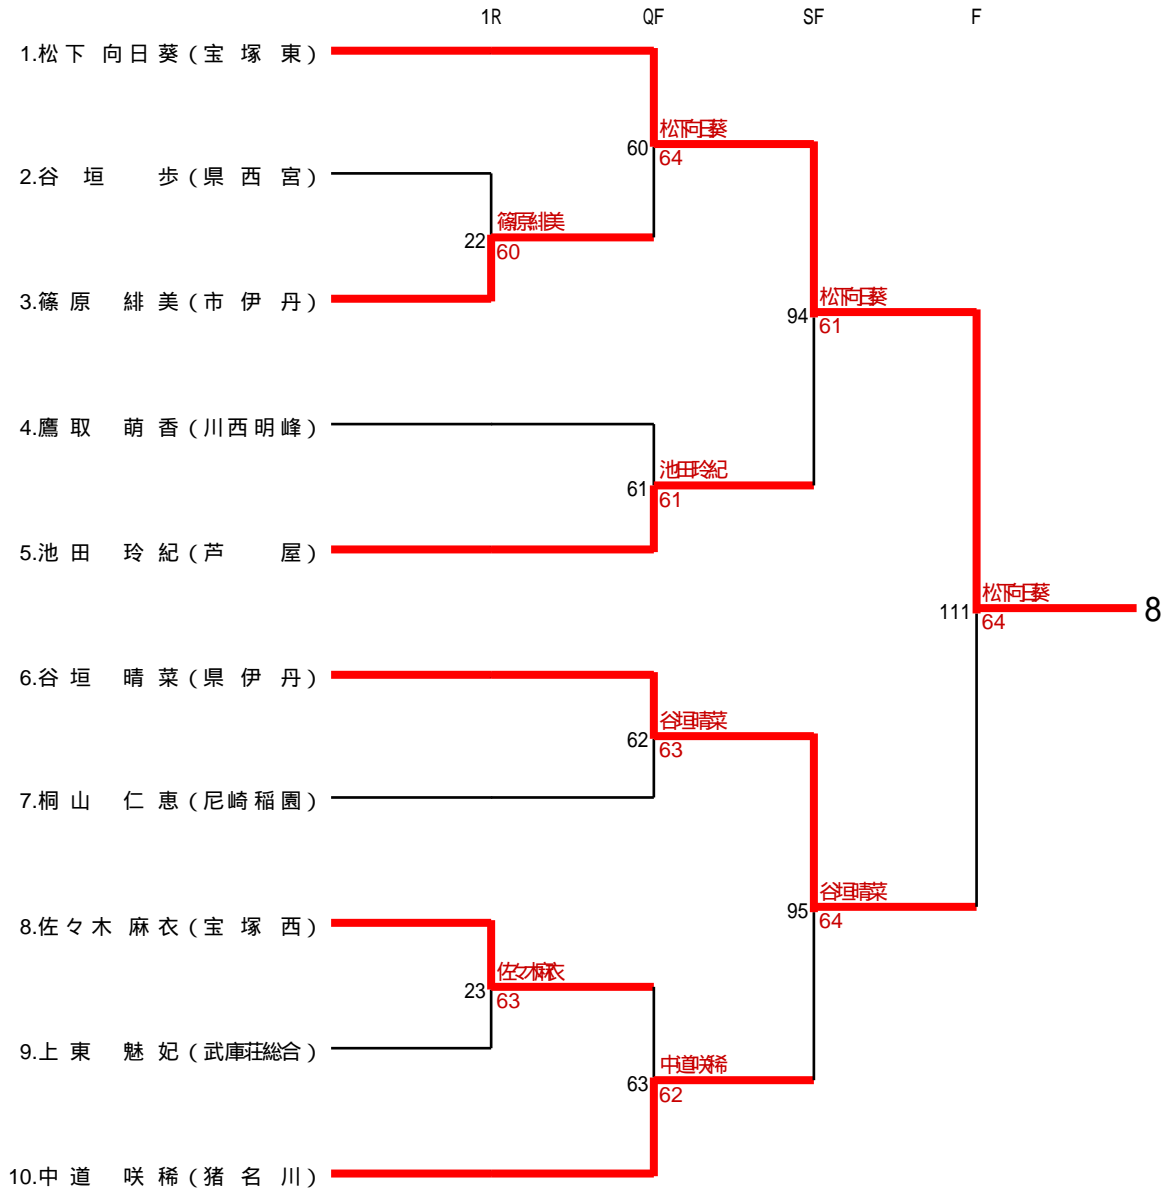 1R QF SF F
1.松下 向日葵(宝塚東)
松下向日葵
60 64
2.谷垣 歩(県西宮)
篠原緋美
22 60
3.篠原 緋美(市伊丹)
松下向日葵
94 61
4.鷹取 萌香(川西明峰)
池田玲紀
61 61
5.池田 玲紀(芦屋)
松下向日葵
111 64 8
6.谷垣 晴菜(県伊丹)
谷垣晴菜
62 63
7.桐山 仁恵(尼崎稲園)
谷垣晴菜
95 64
8.佐々木 麻衣(宝塚西)
佐々木麻衣
23 63
9.上東 魅妃(武庫荘総合)
中道咲稀
63 62
10.中道 咲稀(猪名川)